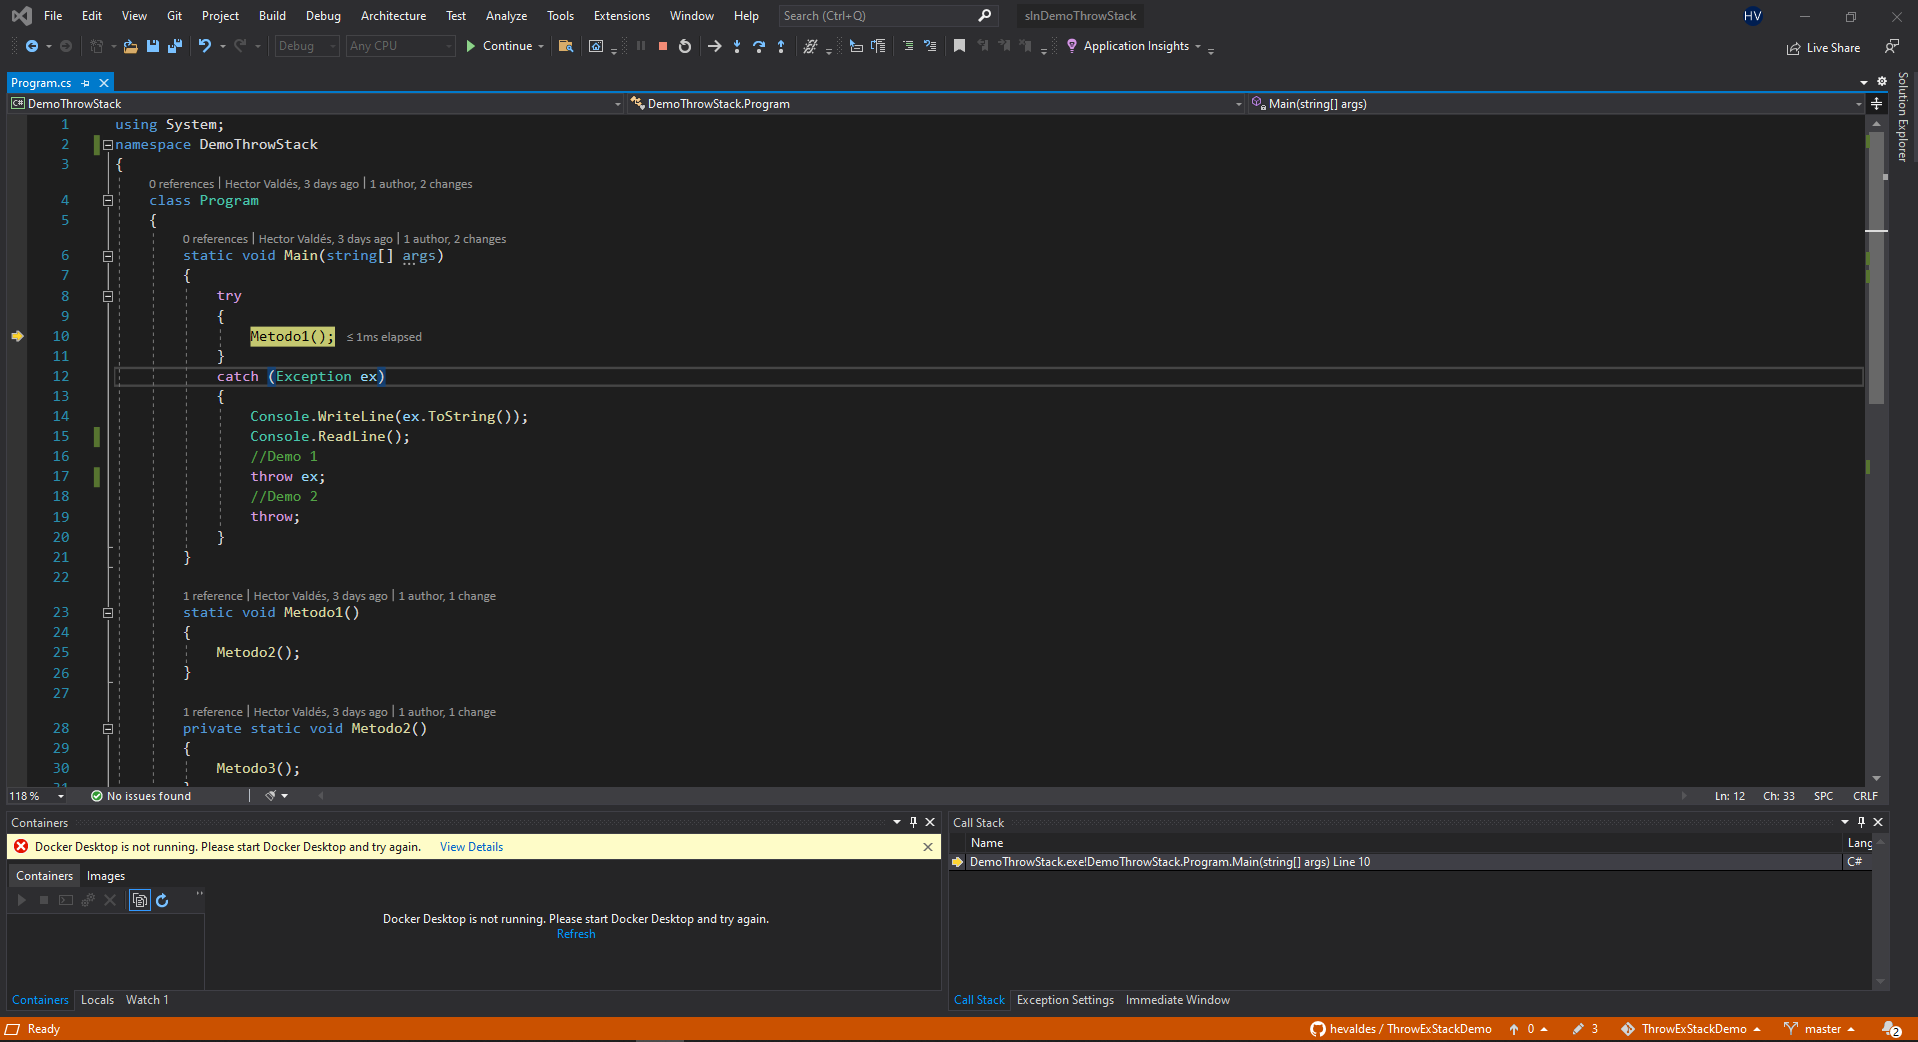 File Edit View Git Project Build Debug Architecture Test Analyze Tools Extensions Window Help Search (Ctrl+Q) slnDemoThrowStack HV
Debug Any CPU Continue Application Insights Live Share
Program.cs
C# DemoThrowStack DemoThrowStack.Program Main(string[] args)
Solution Explorer
1 using System;
2 namespace DemoThrowStack
3 {
0 references | Hector Valdés, 3 days ago | 1 author, 2 changes
4 class Program
5 {
0 references | Hector Valdés, 3 days ago | 1 author, 2 changes
6 static void Main(string[] args)
7 {
8 try
9 {
10 Metodo1(); ≤ 1ms elapsed
11 }
12 catch (Exception ex)
13 {
14 Console.WriteLine(ex.ToString());
15 Console.ReadLine();
16 //Demo 1
17 throw ex;
18 //Demo 2
19 throw;
20 }
21 }
22
1 reference | Hector Valdés, 3 days ago | 1 author, 1 change
23 static void Metodo1()
24 {
25 Metodo2();
26 }
27
1 reference | Hector Valdés, 3 days ago | 1 author, 1 change
28 private static void Metodo2()
29 {
30 Metodo3();
31 }
118 % No issues found Ln: 12 Ch: 33 SPC CRLF
Containers
Docker Desktop is not running. Please start Docker Desktop and try again. View Details
Containers Images
Docker Desktop is not running. Please start Docker Desktop and try again.
Refresh
Containers Locals Watch 1
Call Stack
Name Lang
DemoThrowStack.exe!DemoThrowStack.Program.Main(string[] args) Line 10 C#
Call Stack Exception Settings Immediate Window
Ready hevaldes / ThrowExStackDemo 0 3 ThrowExStackDemo master 2